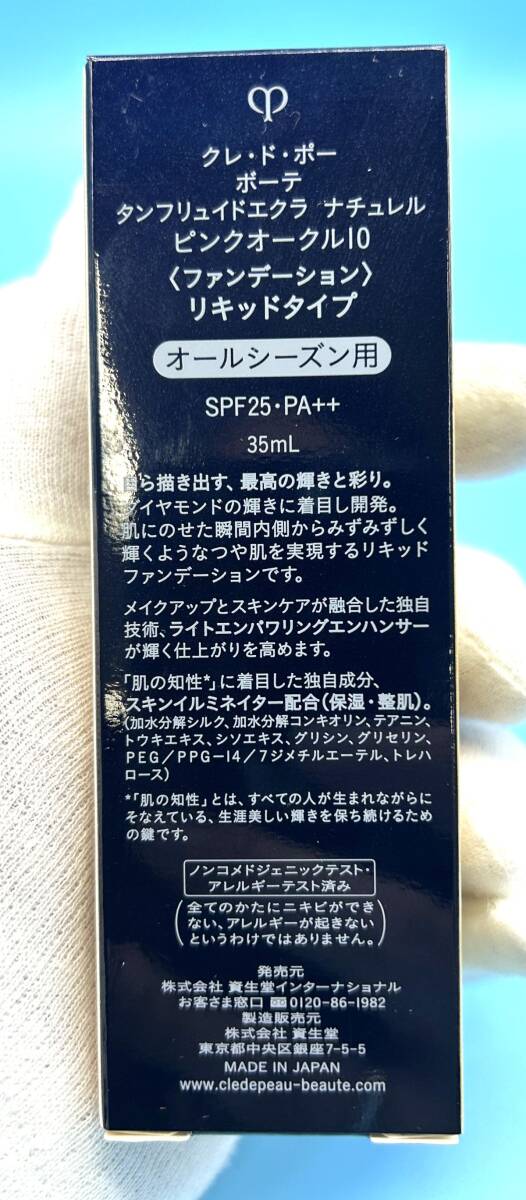 クレ・ド・ポー
ボーテ
タンフリュイドエクラ ナチュレル
ピンクオークル10
〈ファンデーション〉
リキッドタイプ
オールシーズン用
SPF25・PA++
35mL
自ら描き出す、最高の輝きと彩り。
ダイヤモンドの輝きに着目し開発。
肌にのせた瞬間内側からみずみずしく
輝くようなつや肌を実現するリキッド
ファンデーションです。
メイクアップとスキンケアが融合した独自
技術、ライトエンパワリングエンハンサー
が輝く仕上がりを高めます。
「肌の知性*」に着目した独自成分、
スキンイルミネイター配合(保湿・整肌)。
(加水分解シルク、加水分解コンキオリン、テアニン、
トウキエキス、シソエキス、グリシン、グリセリン、
PEG/PPG-14/7ジメチルエーテル、トレハ
ロース)
*「肌の知性」とは、すべての人が生まれながらに
そなえている、生涯美しい輝きを保ち続けるため
の鍵です。
ノンコメドジェニックテスト・
アレルギーテスト済み
(全てのかたにニキビができ
ない、アレルギーが起きない
というわけではありません。)
発売元
株式会社 資生堂インターナショナル
お客さま窓口 0120-86-1982
製造販売元
株式会社 資生堂
東京都中央区銀座7-5-5
MADE IN JAPAN
www.cledepeau-beaute.com